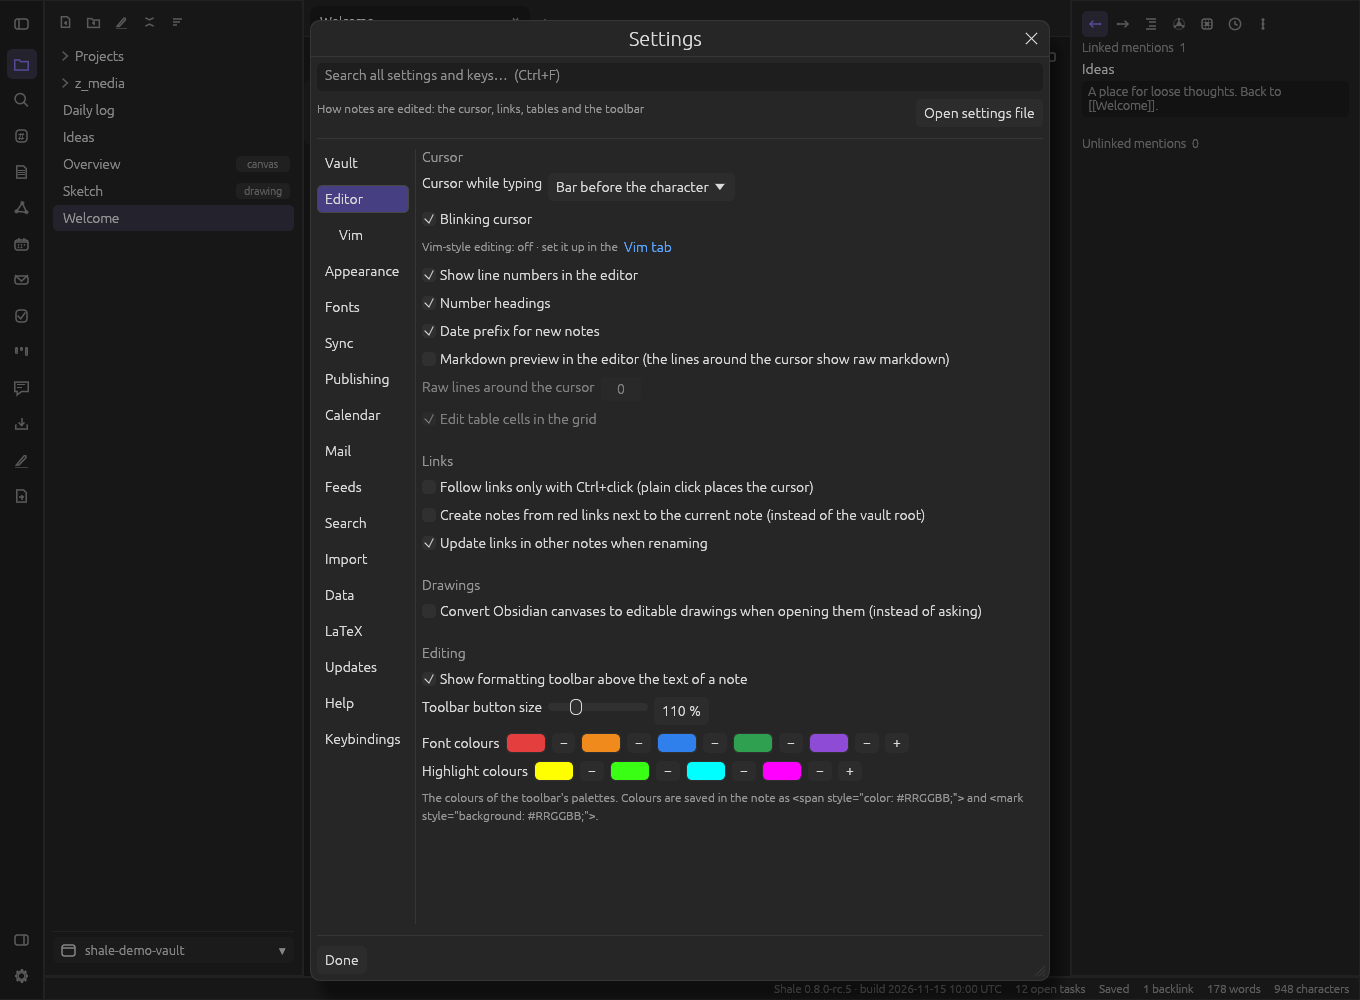 Settings
Search all settings and keys… (Ctrl+F)
How notes are edited: the cursor, links, tables and the toolbar
Open settings file
Projects
z_media
Daily log
Ideas
Overview
canvas
Sketch
drawing
Welcome
shale-demo-vault
Vault
Editor
Vim
Appearance
Fonts
Sync
Publishing
Calendar
Mail
Feeds
Search
Import
Data
LaTeX
Updates
Help
Keybindings
Cursor
Cursor while typing
Bar before the character
Blinking cursor
Vim-style editing: off · set it up in the Vim tab
Show line numbers in the editor
Number headings
Date prefix for new notes
Markdown preview in the editor (the lines around the cursor show raw markdown)
Raw lines around the cursor 0
Edit table cells in the grid
Links
Follow links only with Ctrl+click (plain click places the cursor)
Create notes from red links next to the current note (instead of the vault root)
Update links in other notes when renaming
Drawings
Convert Obsidian canvases to editable drawings when opening them (instead of asking)
Editing
Show formatting toolbar above the text of a note
Toolbar button size
110 %
Font colours − − − − − +
Highlight colours − − − − +
The colours of the toolbar's palettes. Colours are saved in the note as <span style="color: #RRGGBB;"> and <mark
style="background: #RRGGBB;">.
Done
Linked mentions 1
Ideas
A place for loose thoughts. Back to
[[Welcome]].
Unlinked mentions 0
Shale 0.8.0-rc.5 · build 2026-11-15 10:00 UTC 12 open tasks Saved 1 backlink 178 words 948 characters